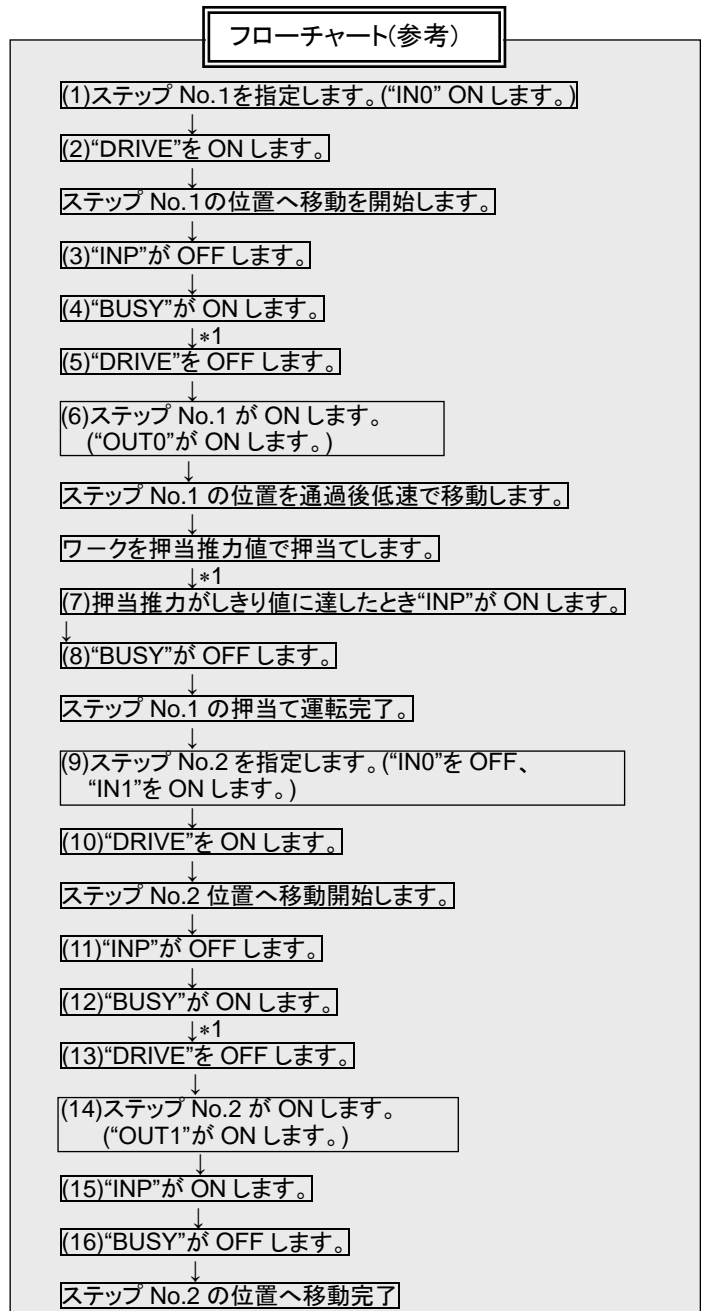 フローチャート(参考)
(1)ステップ No.1を指定します。(“IN0” ON します。)
↓
(2)“DRIVE”を ON します。
↓
ステップ No.1の位置へ移動を開始します。
↓
(3)“INP”が OFF します。
↓
(4)“BUSY”が ON します。
↓*1
(5)“DRIVE”を OFF します。
↓
(6)ステップ No.1 が ON します。
(“OUT0”が ON します。)
↓
ステップ No.1 の位置を通過後低速で移動します。
↓
ワークを押当推力値で押当てします。
↓*1
(7)押当推力がしきり値に達したとき“INP”が ON します。
↓
(8)“BUSY”が OFF します。
↓
ステップ No.1 の押当て運転完了。
↓
(9)ステップ No.2 を指定します。(“IN0”を OFF、
“IN1”を ON します。)
↓
(10)“DRIVE”を ON します。
↓
ステップ No.2 位置へ移動開始します。
↓
(11)“INP”が OFF します。
↓
(12)“BUSY”が ON します。
↓*1
(13)“DRIVE”を OFF します。
↓
(14)ステップ No.2 が ON します。
(“OUT1”が ON します。)
↓
(15)“INP”が ON します。
↓
(16)“BUSY”が OFF します。
↓
ステップ No.2 の位置へ移動完了